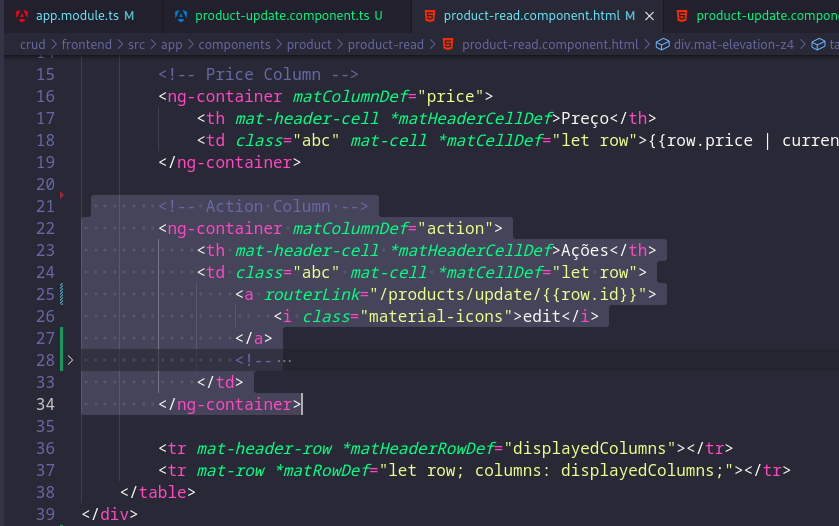 app.module.ts M product-update.component.ts U product-read.component.html M × product-update.compon
crud > frontend > src > app > components > product > product-read > product-read.component.html > div.mat-elevation-z4 > ta
15 <!-- Price Column -->
16 <ng-container matColumnDef="price">
17 <th mat-header-cell *matHeaderCellDef>Preço</th>
18 <td class="abc" mat-cell *matCellDef="let row">{{row.price | curren
19 </ng-container>
20
21 <!-- Action Column -->
22 <ng-container matColumnDef="action">
23 <th mat-header-cell *matHeaderCellDef>Ações</th>
24 <td class="abc" mat-cell *matCellDef="let row">
25 <a routerLink="/products/update/{{row.id}}">
26 <i class="material-icons">edit</i>
27 </a>
28 <!-- ⋯
33 </td>
34 </ng-container>
35
36 <tr mat-header-row *matHeaderRowDef="displayedColumns"></tr>
37 <tr mat-row *matRowDef="let row; columns: displayedColumns;"></tr>
38 </table>
39 </div>